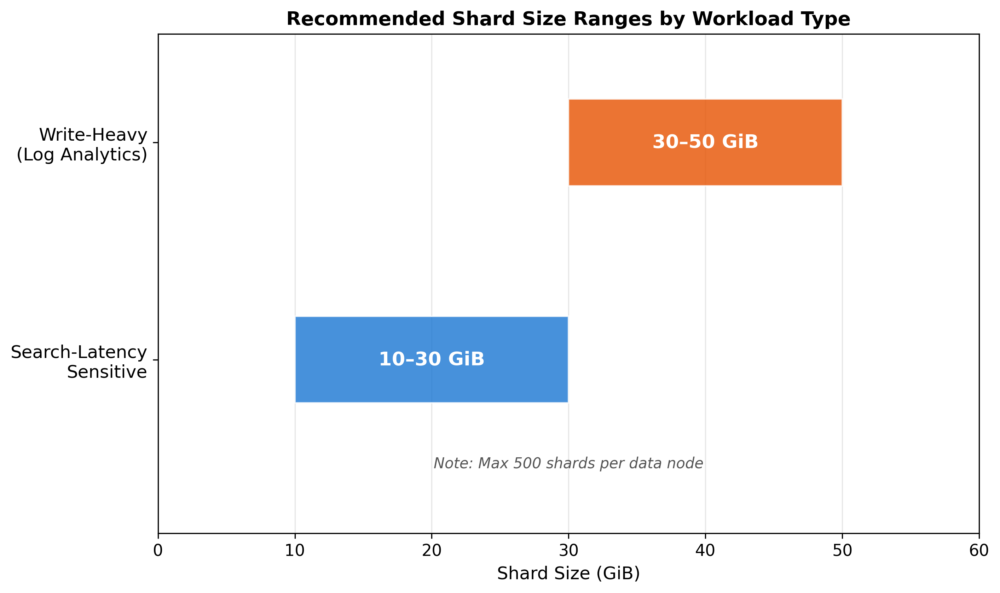 Recommended Shard Size Ranges by Workload Type
Write-Heavy
(Log Analytics)
30–50 GiB
Search-Latency
Sensitive
10–30 GiB
Note: Max 500 shards per data node
0 10 20 30 40 50 60
Shard Size (GiB)